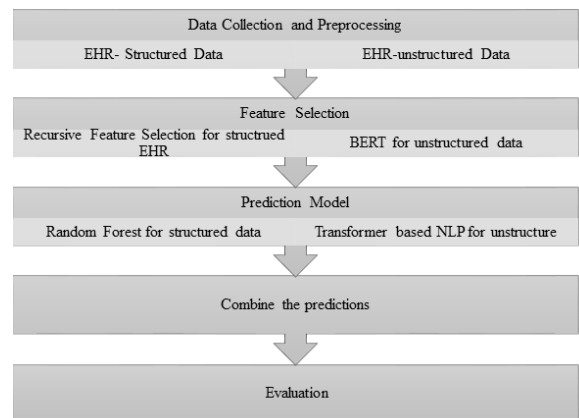 Data Collection and Preprocessing
EHR- Structured Data
EHR-unstructured Data
Feature Selection
Recursive Feature Selection for structrued
EHR
BERT for unstructured data
Prediction Model
Random Forest for structured data
Transformer based NLP for unstructure
Combine the predictions
Evaluation